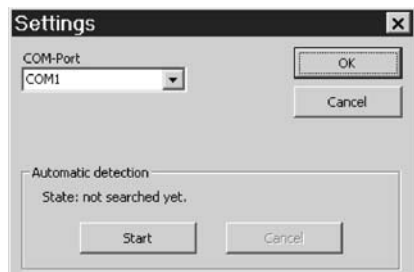 Settings
COM-Port
COM1
OK
Cancel
Automatic detection
State: not searched yet.
Start
Cancel